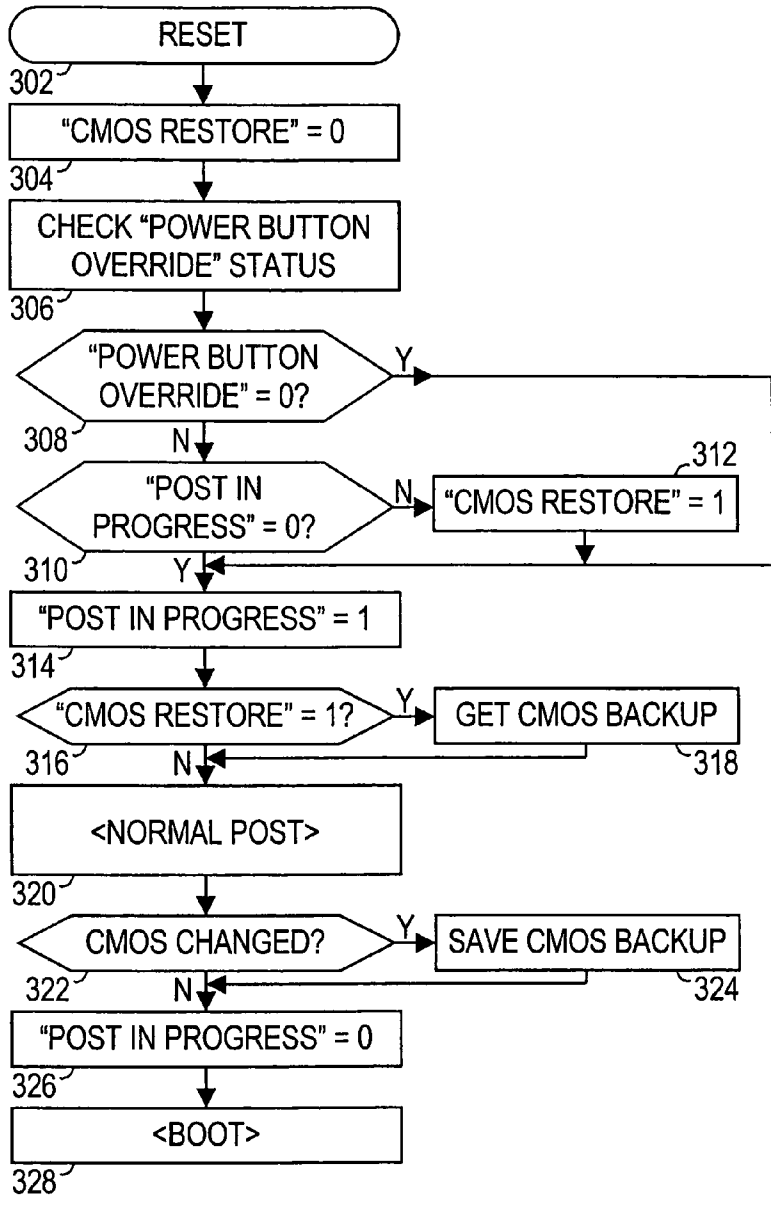 RESET
302
“CMOS RESTORE” = 0
304
CHECK “POWER BUTTON
OVERRIDE” STATUS
306
“POWER BUTTON
OVERRIDE” = 0?
Y
308
N
312
“POST IN
PROGRESS” = 0?
N
“CMOS RESTORE” = 1
310
Y
“POST IN PROGRESS” = 1
314
“CMOS RESTORE” = 1?
Y
GET CMOS BACKUP
316
N
318
<NORMAL POST>
320
CMOS CHANGED?
Y
SAVE CMOS BACKUP
322
N
324
“POST IN PROGRESS” = 0
326
<BOOT>
328